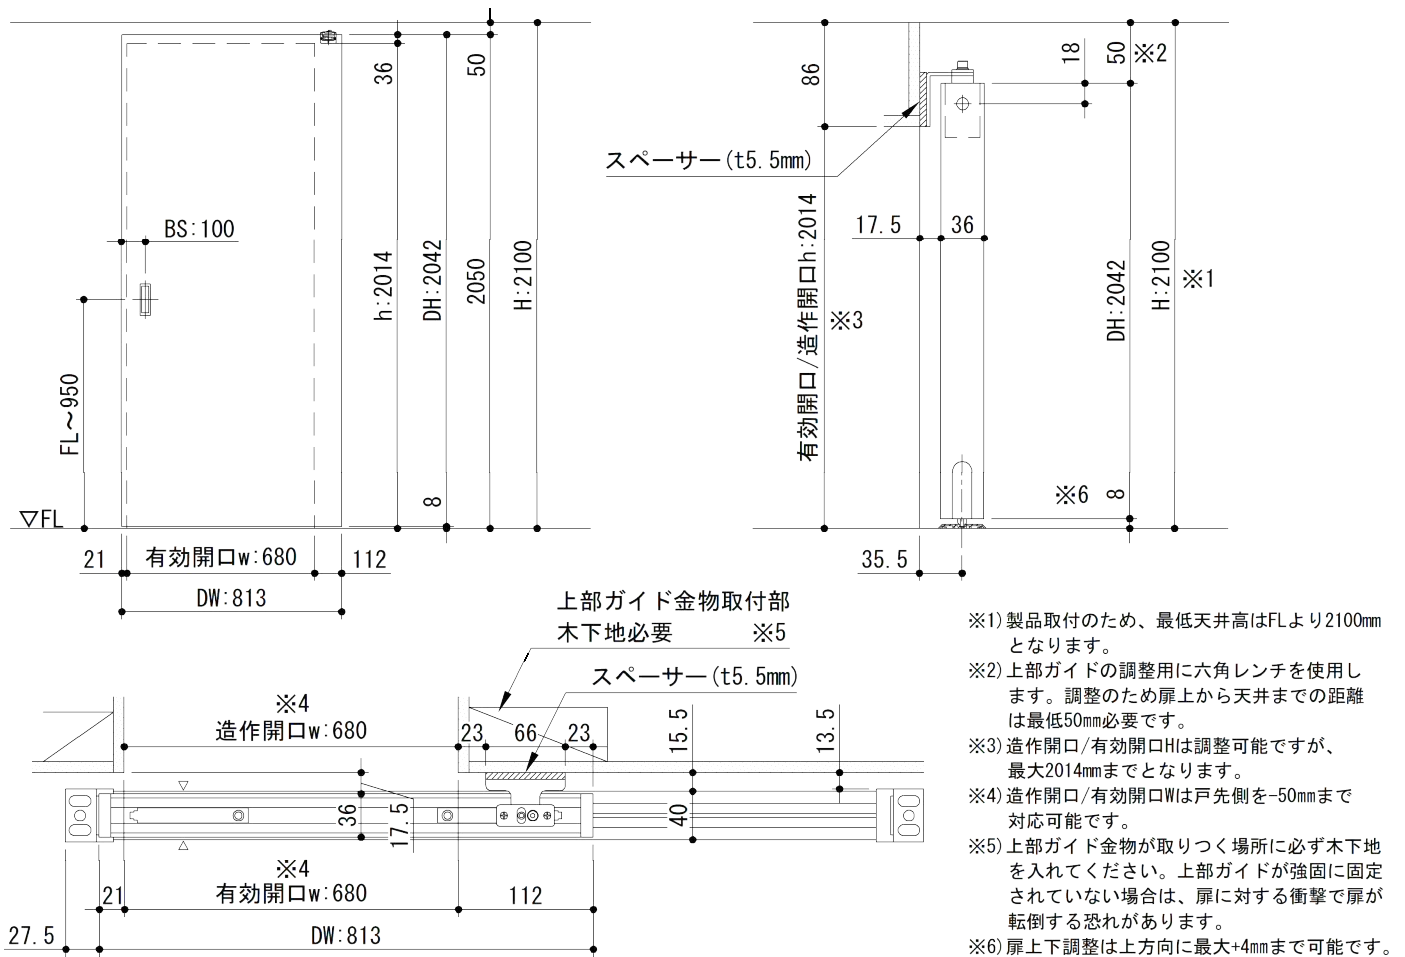 36
50
BS:100
h:2014
DH:2042
2050
H:2100
FL～950
8
▽FL
21
有効開口w:680
112
DW:813
86
18
50
※2
スペーサー(t5.5mm)
17.5
36
有効開口/造作開口h:2014
※3
DH:2042
H:2100
※1
※6
8
35.5
上部ガイド金物取付部
木下地必要 ※5
スペーサー(t5.5mm)
※4
造作開口w:680
23
66
23
15.5
13.5
36
17.5
40
※4
21
有効開口w:680
112
27.5
DW:813
※1)製品取付のため、最低天井高はFLより2100mm
となります。
※2)上部ガイドの調整用に六角レンチを使用し
ます。調整のため扉上から天井までの距離
は最低50mm必要です。
※3)造作開口/有効開口Hは調整可能ですが、
最大2014mmまでとなります。
※4)造作開口/有効開口Wは戸先側を-50mmまで
対応可能です。
※5)上部ガイド金物が取りつく場所に必ず木下地
を入れてください。上部ガイドが強固に固定
されていない場合は、扉に対する衝撃で扉が
転倒する恐れがあります。
※6)扉上下調整は上方向に最大+4mmまで可能です。